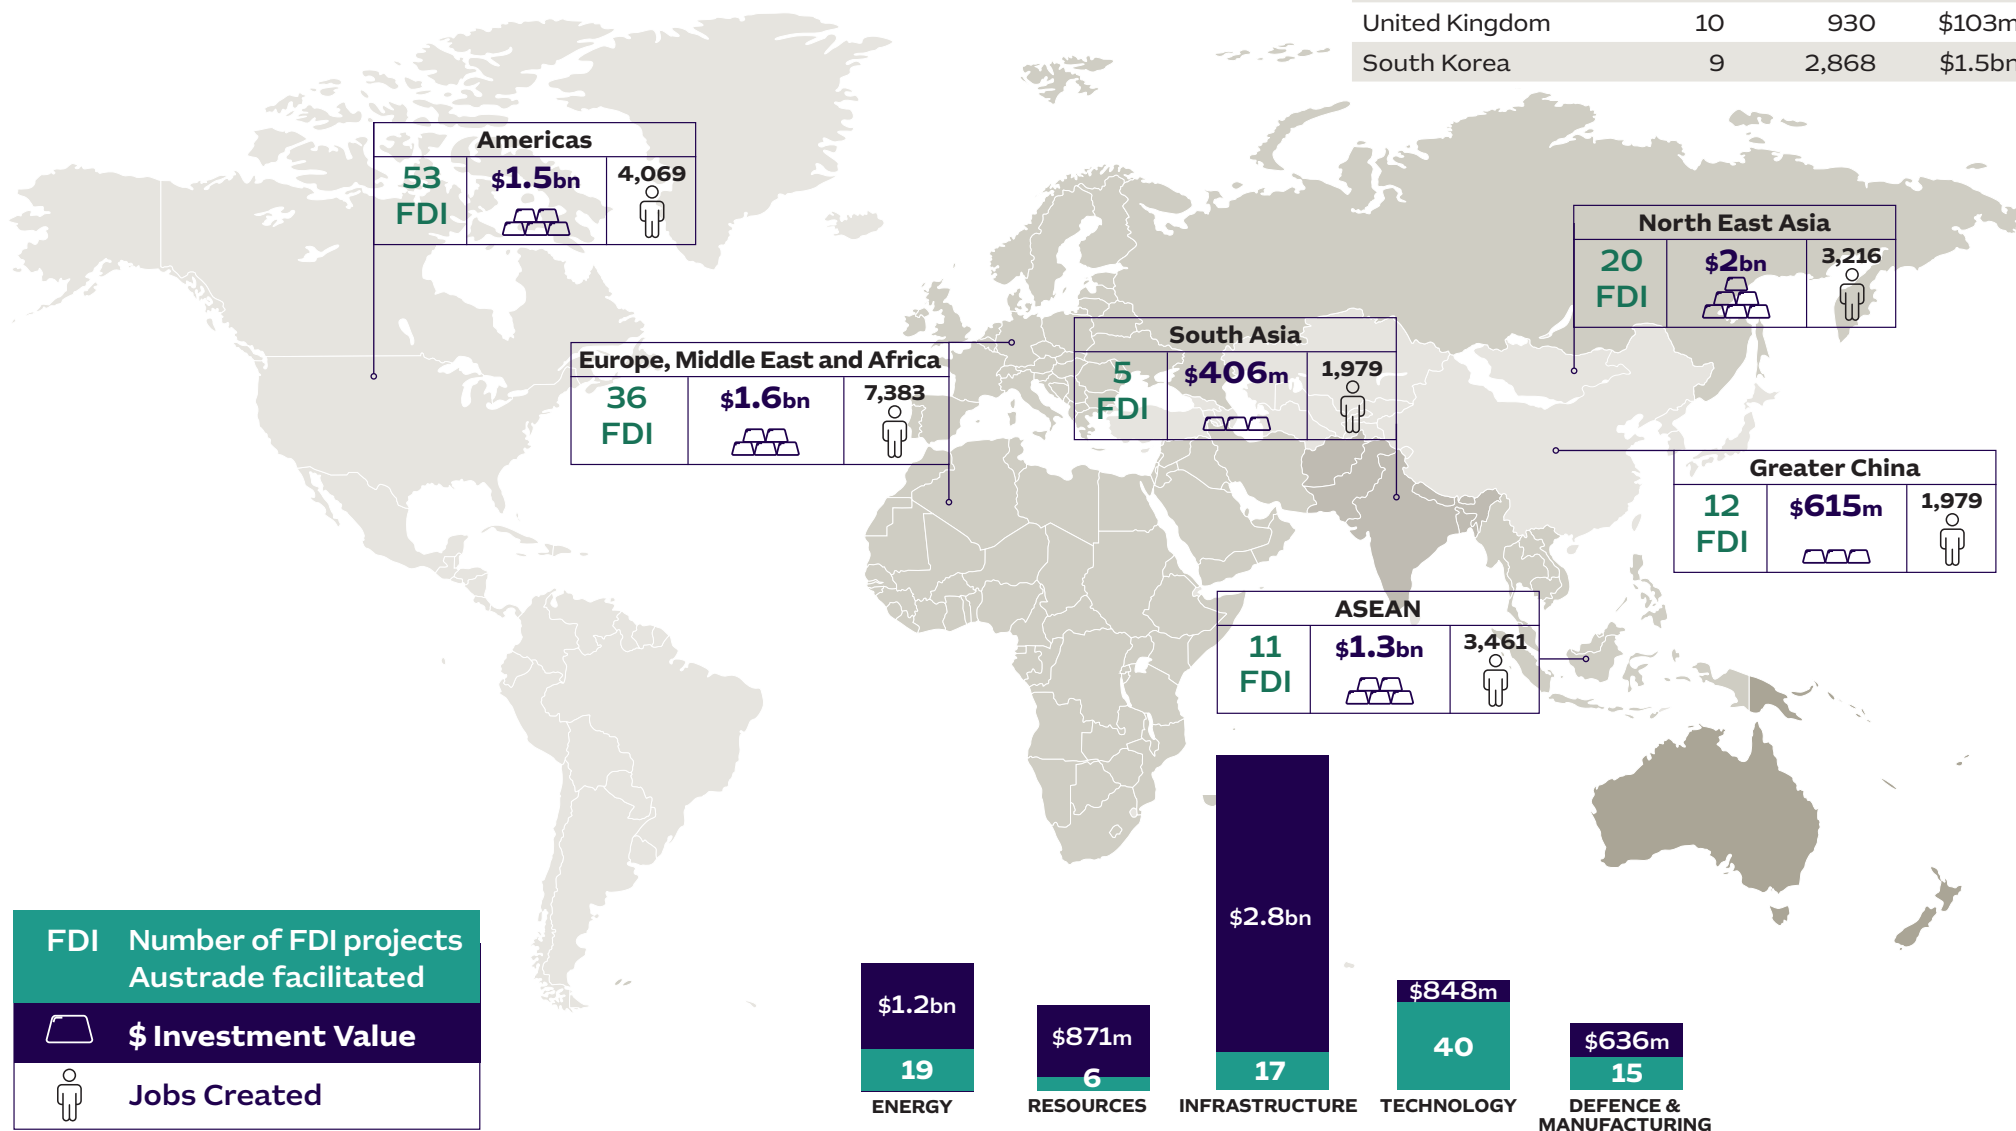 United Kingdom 10 930 $103m
South Korea 9 2,868 $1.5bn
Americas
53 FDI $1.5bn 4,069
North East Asia
20 FDI $2bn 3,216
Europe, Middle East and Africa
36 FDI $1.6bn 7,383
South Asia
5 FDI $406m 1,979
Greater China
12 FDI $615m 1,979
ASEAN
11 FDI $1.3bn 3,461
FDI Number of FDI projects
Austrade facilitated
$ Investment Value
Jobs Created
$1.2bn
19
ENERGY
$871m
6
RESOURCES
$2.8bn
17
INFRASTRUCTURE
$848m
40
TECHNOLOGY
$636m
15
DEFENCE &
MANUFACTURING